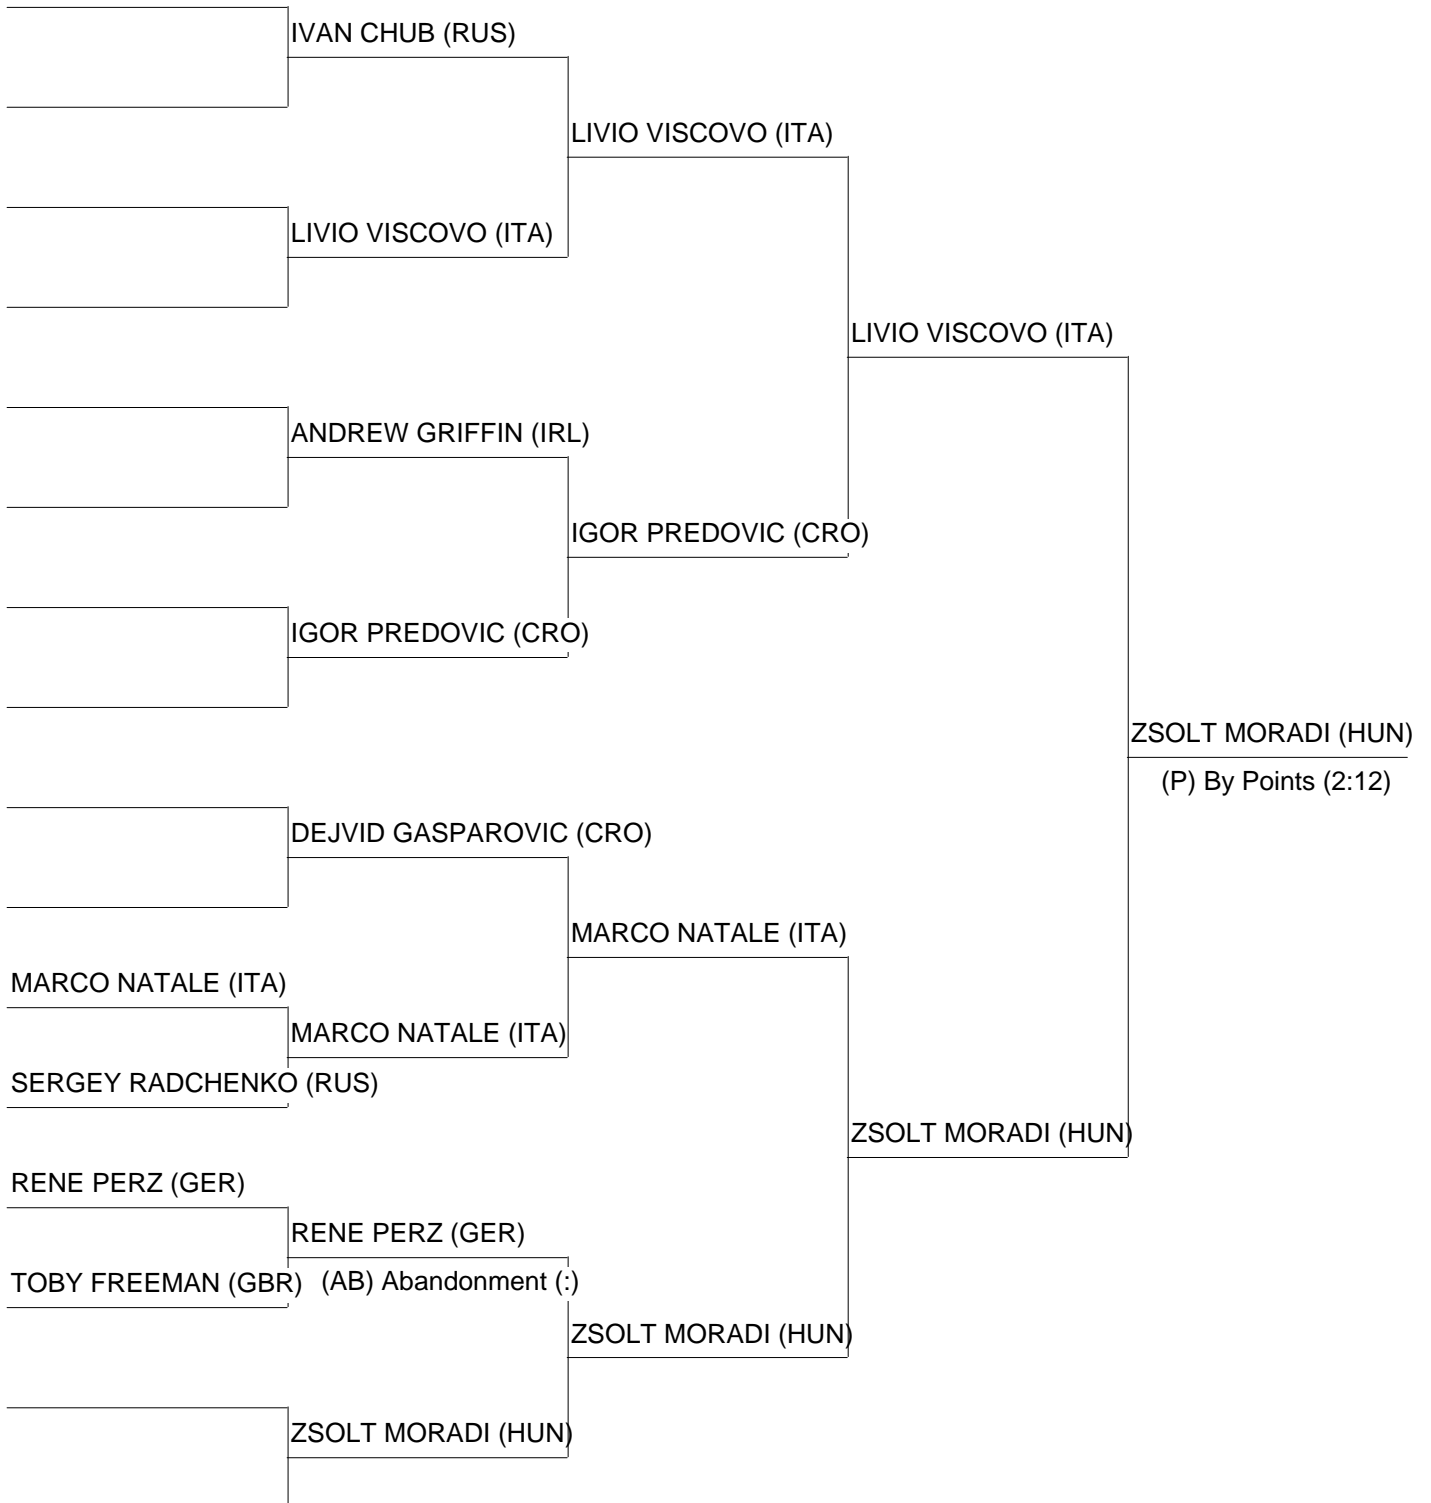 IVAN CHUB (RUS)
LIVIO VISCOVO (ITA)
LIVIO VISCOVO (ITA)
LIVIO VISCOVO (ITA)
ANDREW GRIFFIN (IRL)
IGOR PREDOVIC (CRO)
IGOR PREDOVIC (CRO)
ZSOLT MORADI (HUN)
(P) By Points (2:12)
DEJVID GASPAROVIC (CRO)
MARCO NATALE (ITA)
MARCO NATALE (ITA)
MARCO NATALE (ITA)
SERGEY RADCHENKO (RUS)
ZSOLT MORADI (HUN)
RENE PERZ (GER)
RENE PERZ (GER)
TOBY FREEMAN (GBR)
(AB) Abandonment (:)
ZSOLT MORADI (HUN)
ZSOLT MORADI (HUN)